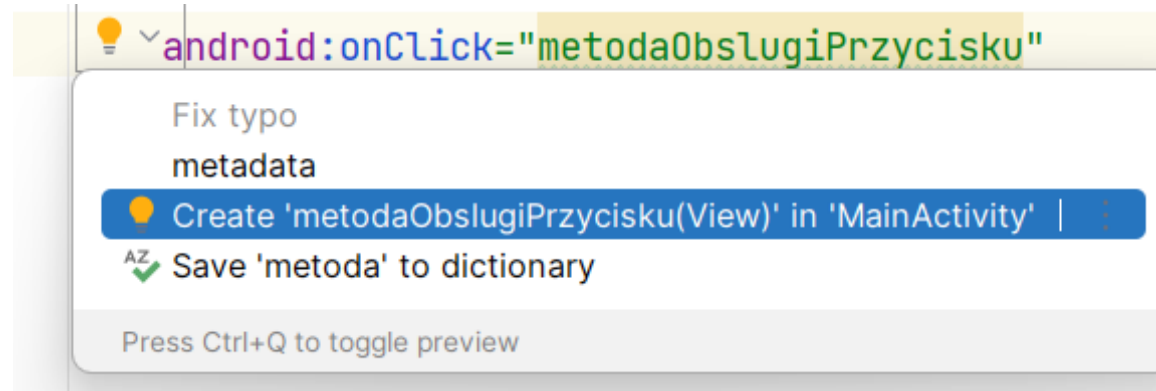 android:onClick="metodaObslugiPrzycisku"
Fix typo
metadata
Create 'metodaObslugiPrzycisku(View)' in 'MainActivity'
AZ Save 'metoda' to dictionary
Press Ctrl+Q to toggle preview